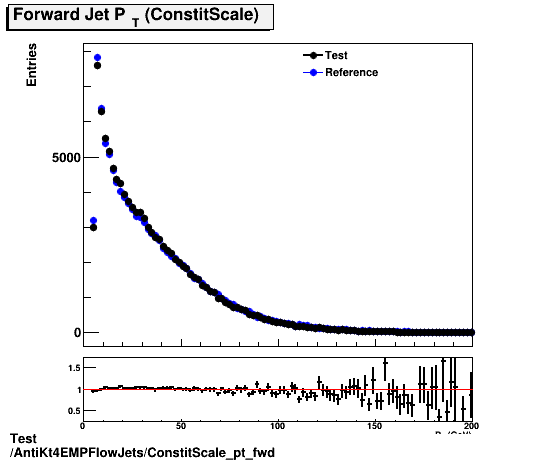 Forward Jet P T (ConstitScale)
Entries
Test
Reference
5000
0
1.5
1
0.5
0 50 100 150 200
Test
/AntiKt4EMPFlowJets/ConstitScale_pt_fwd